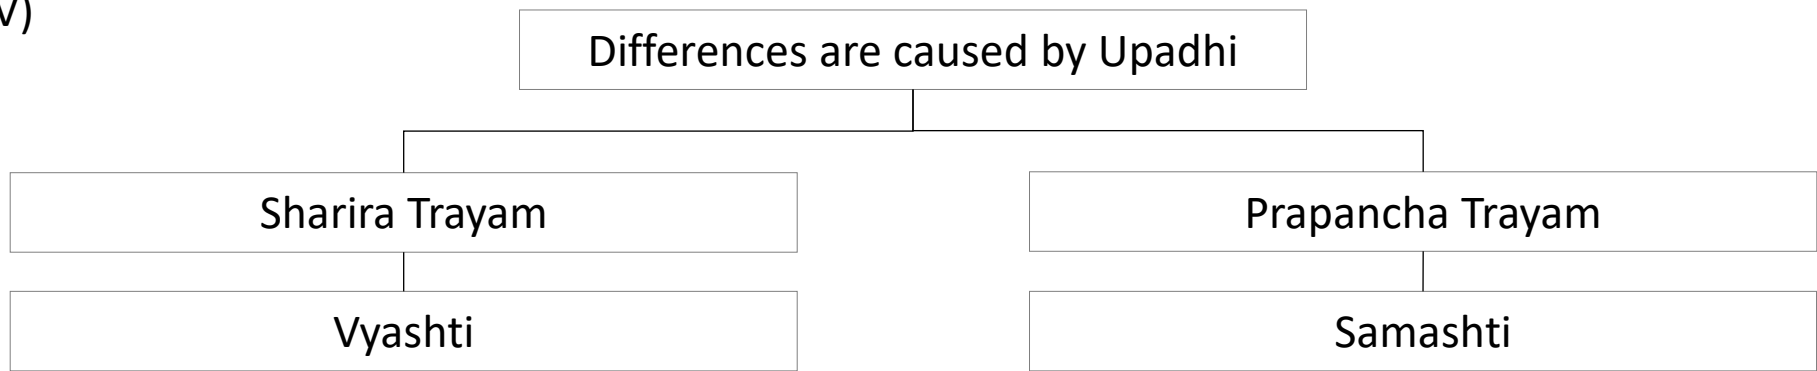 V)
Differences are caused by Upadhi
Sharira Trayam
Prapancha Trayam
Vyashti
Samashti